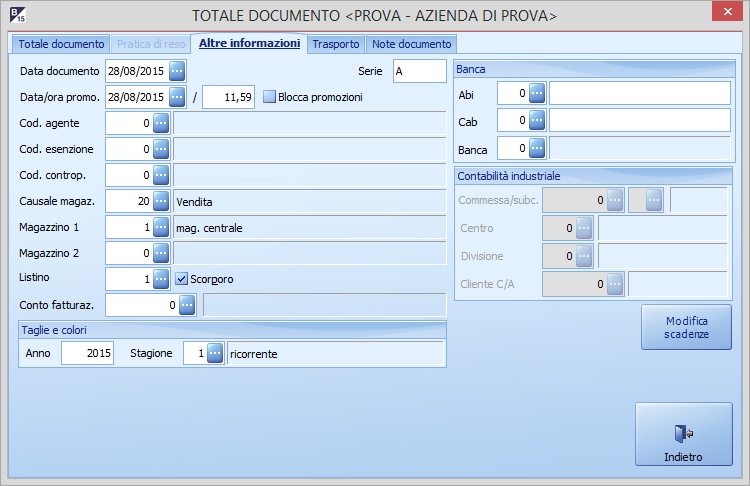 B 15
TOTALE DOCUMENTO <PROVA - AZIENDA DI PROVA>
Totale documento Pratica di reso Altre informazioni Trasporto Note documento
Data documento 28/08/2015 ... Serie A
Data/ora promo. 28/08/2015 ... / 11,59 Blocca promozioni
Cod. agente 0 ...
Cod. esenzione 0 ...
Cod. controp. 0 ...
Causale magaz. 20 ... Vendita
Magazzino 1 1 ... mag. centrale
Magazzino 2 0 ...
Listino 1 ... Scorporo
Conto fatturaz. 0 ...
Taglie e colori
Anno 2015 Stagione 1 ... ricorrente
Banca
Abi 0 ...
Cab 0 ...
Banca 0 ...
Contabilità industriale
Commessa/subc. 0 ... ...
Centro 0 ...
Divisione 0 ...
Cliente C/A 0 ...
Modifica
scadenze
Indietro